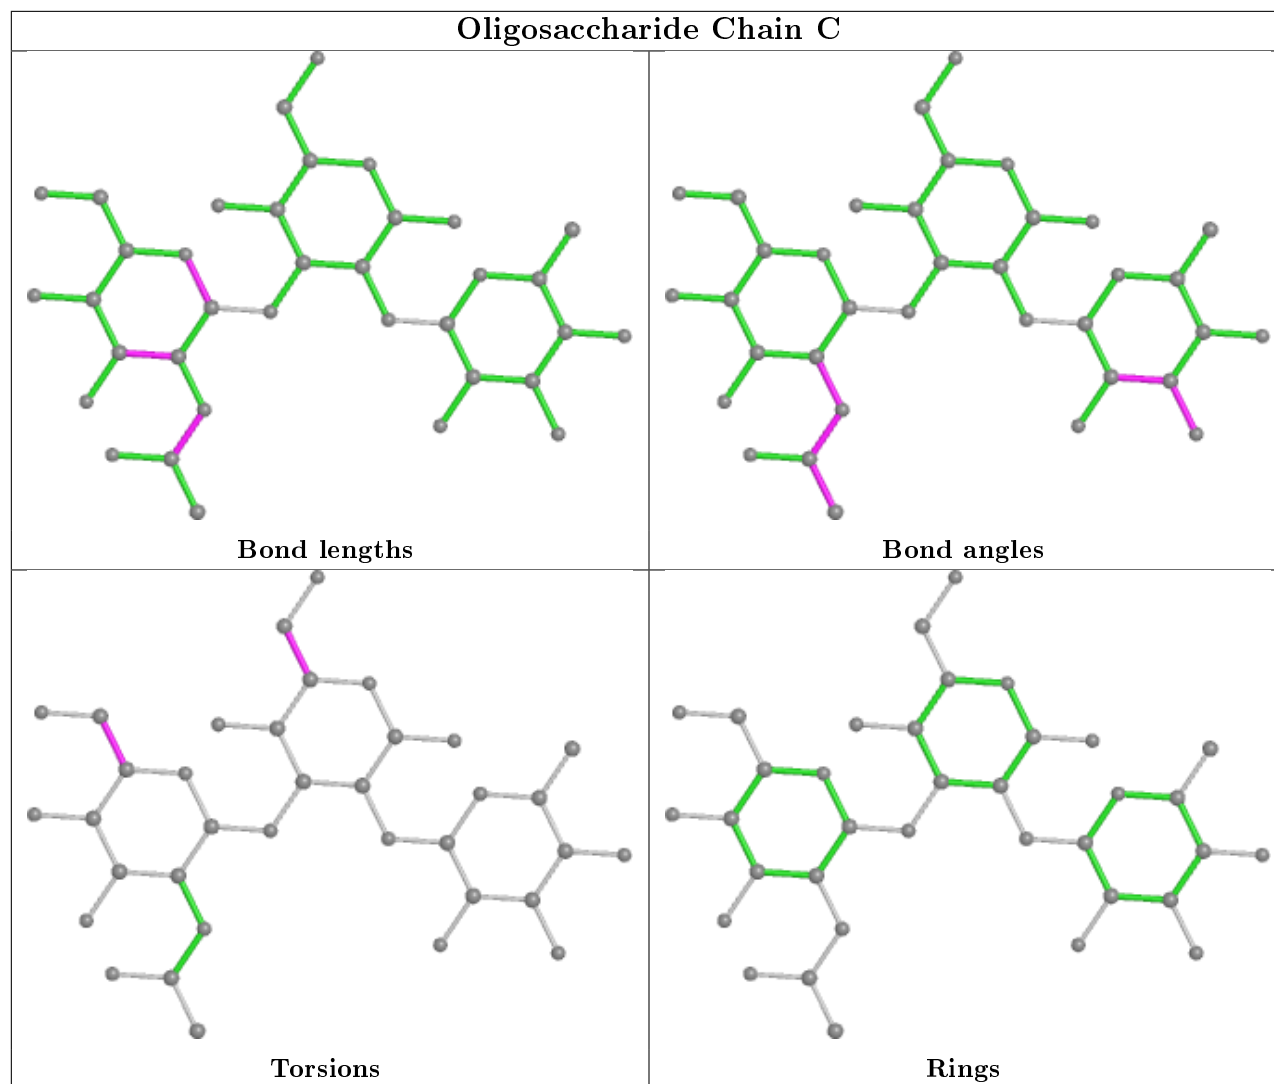 Oligosaccharide Chain C
Bond lengths
Bond angles
Torsions
Rings